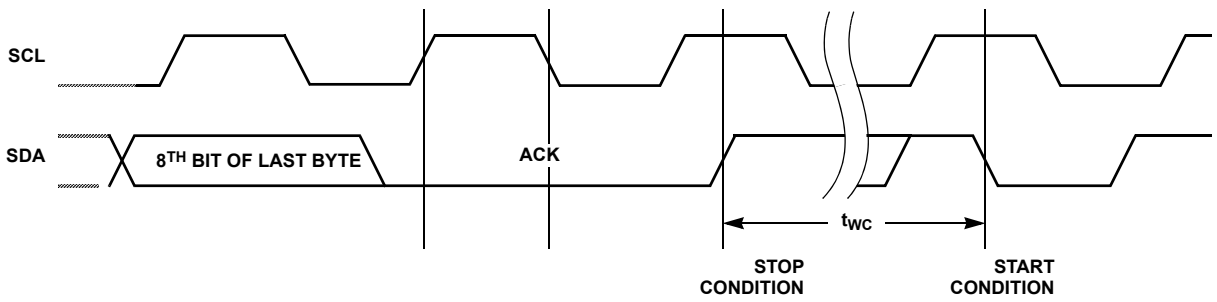 SCL
SDA
8TH BIT OF LAST BYTE
ACK
tWC
STOP
CONDITION
START
CONDITION